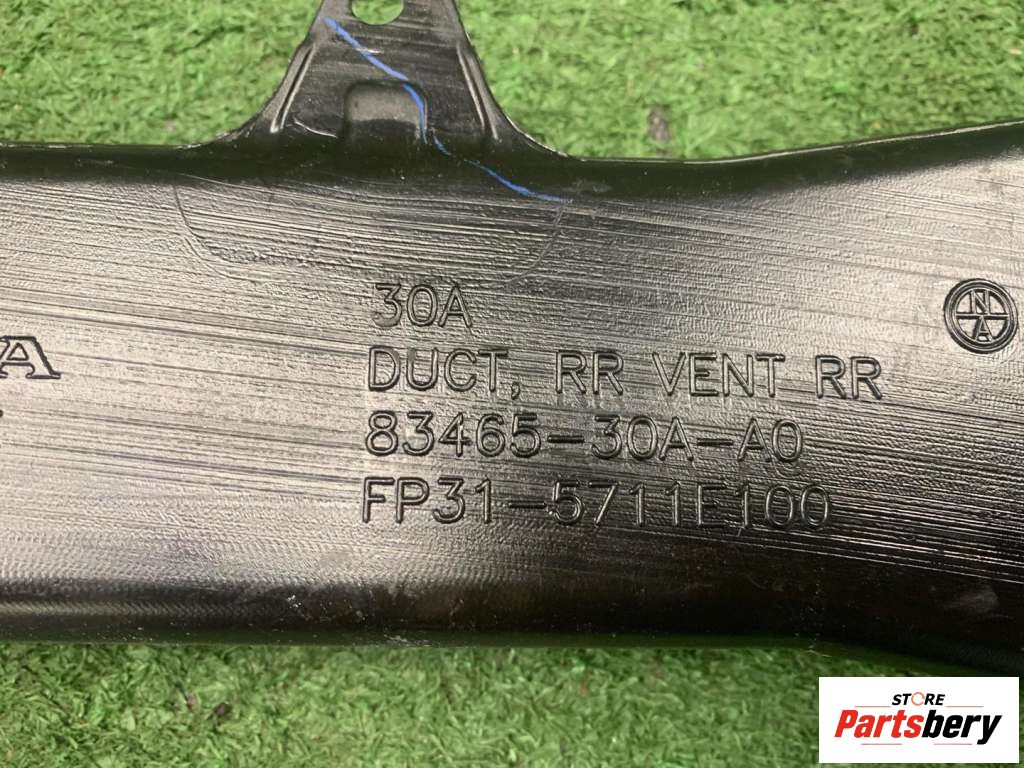 30A
DUCT, RR VENT RR
83465-30A-A0
FP31-5711E100
A
N
A
STORE
Partsbery